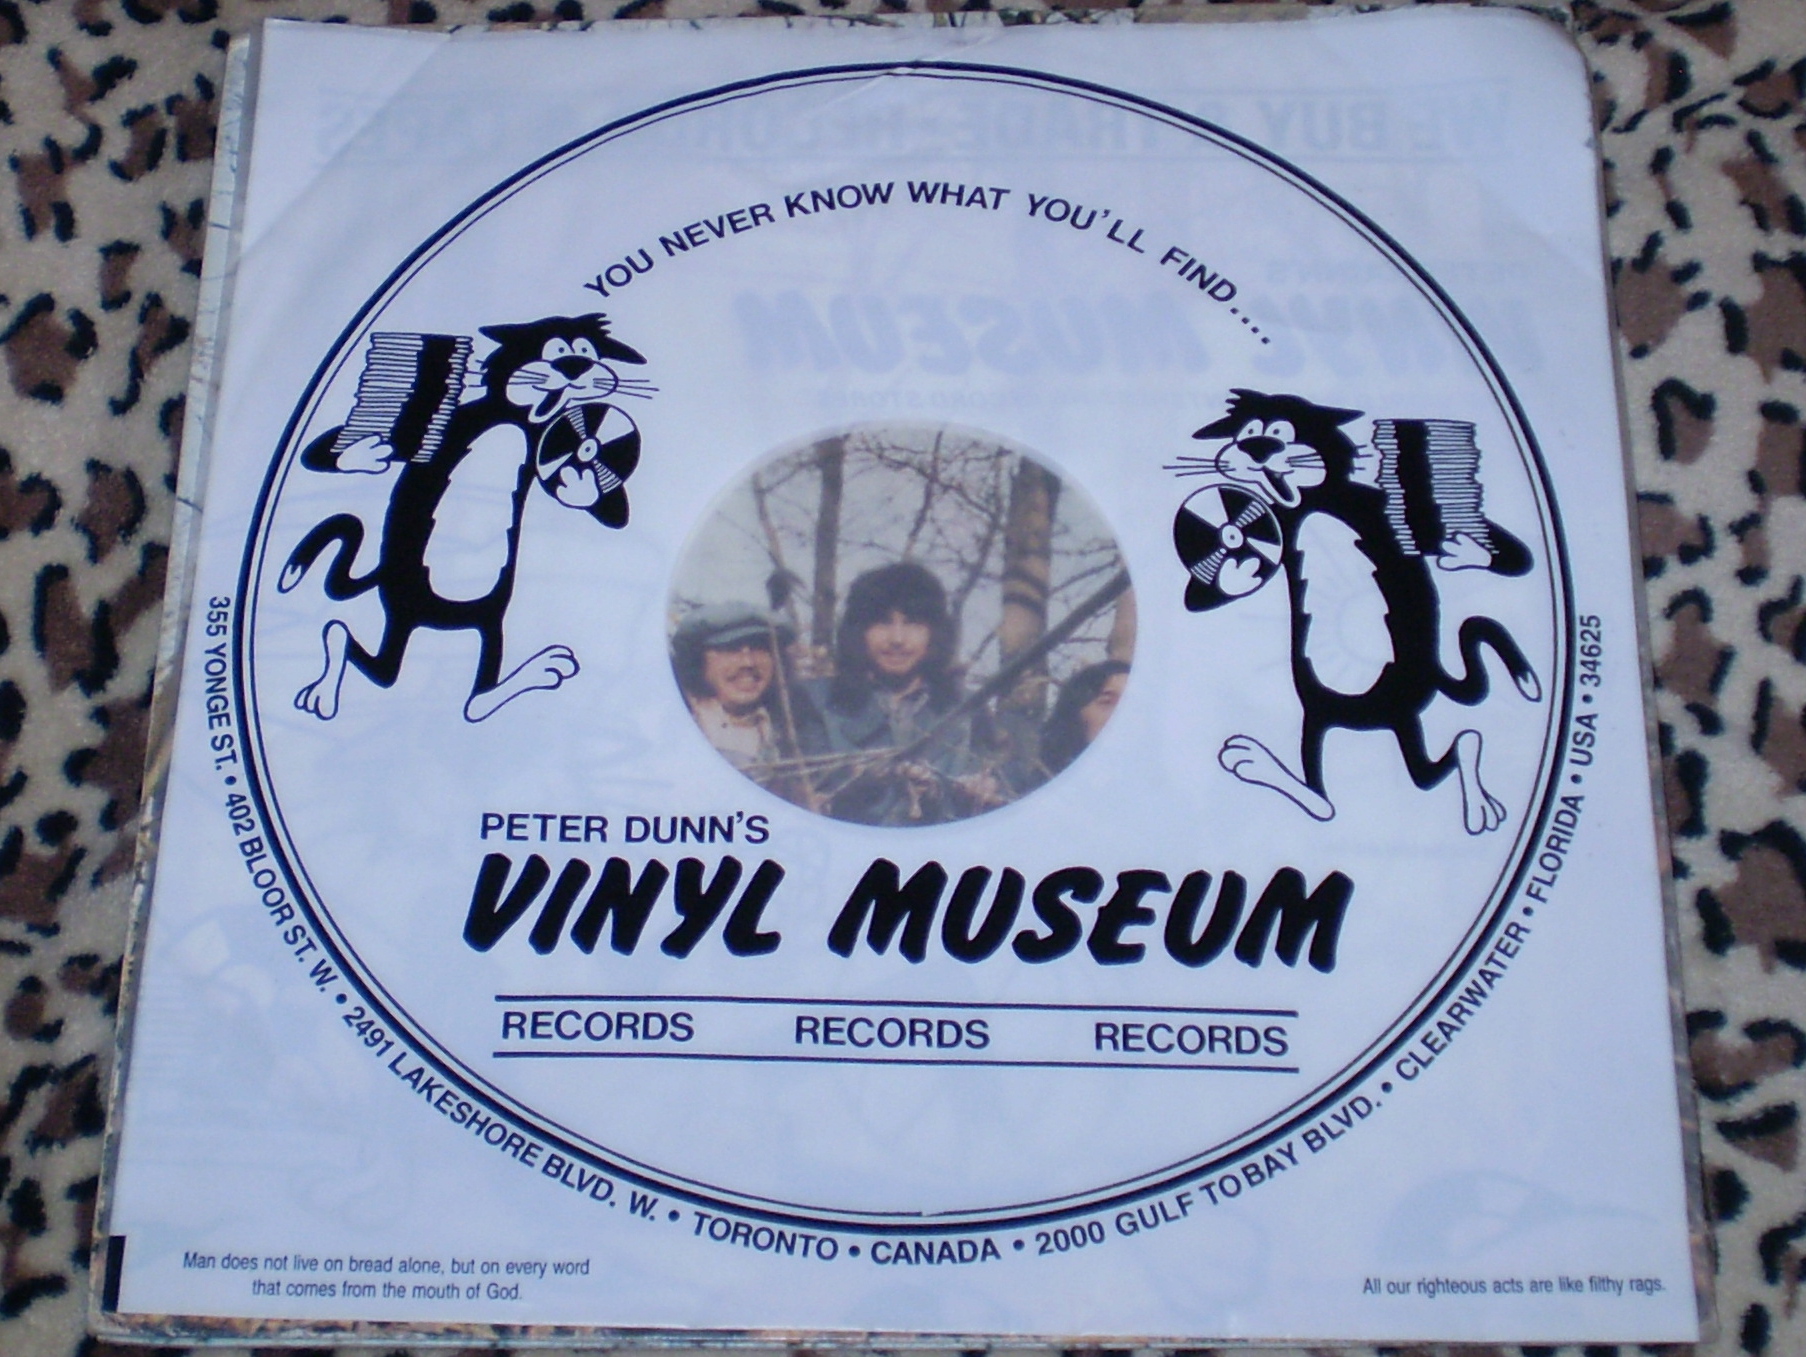 YOU NEVER KNOW WHAT YOU'LL FIND....
PETER DUNN'S
VINYL MUSEUM
RECORDS RECORDS RECORDS
355 YONGE ST. • 402 BLOOR ST. W. • 2491 LAKESHORE BLVD. W. • TORONTO • CANADA • 2000 GULF TO BAY BLVD. • CLEARWATER • FLORIDA • USA • 34625
Man does not live on bread alone, but on every word
that comes from the mouth of God.
All our righteous acts are like filthy rags.